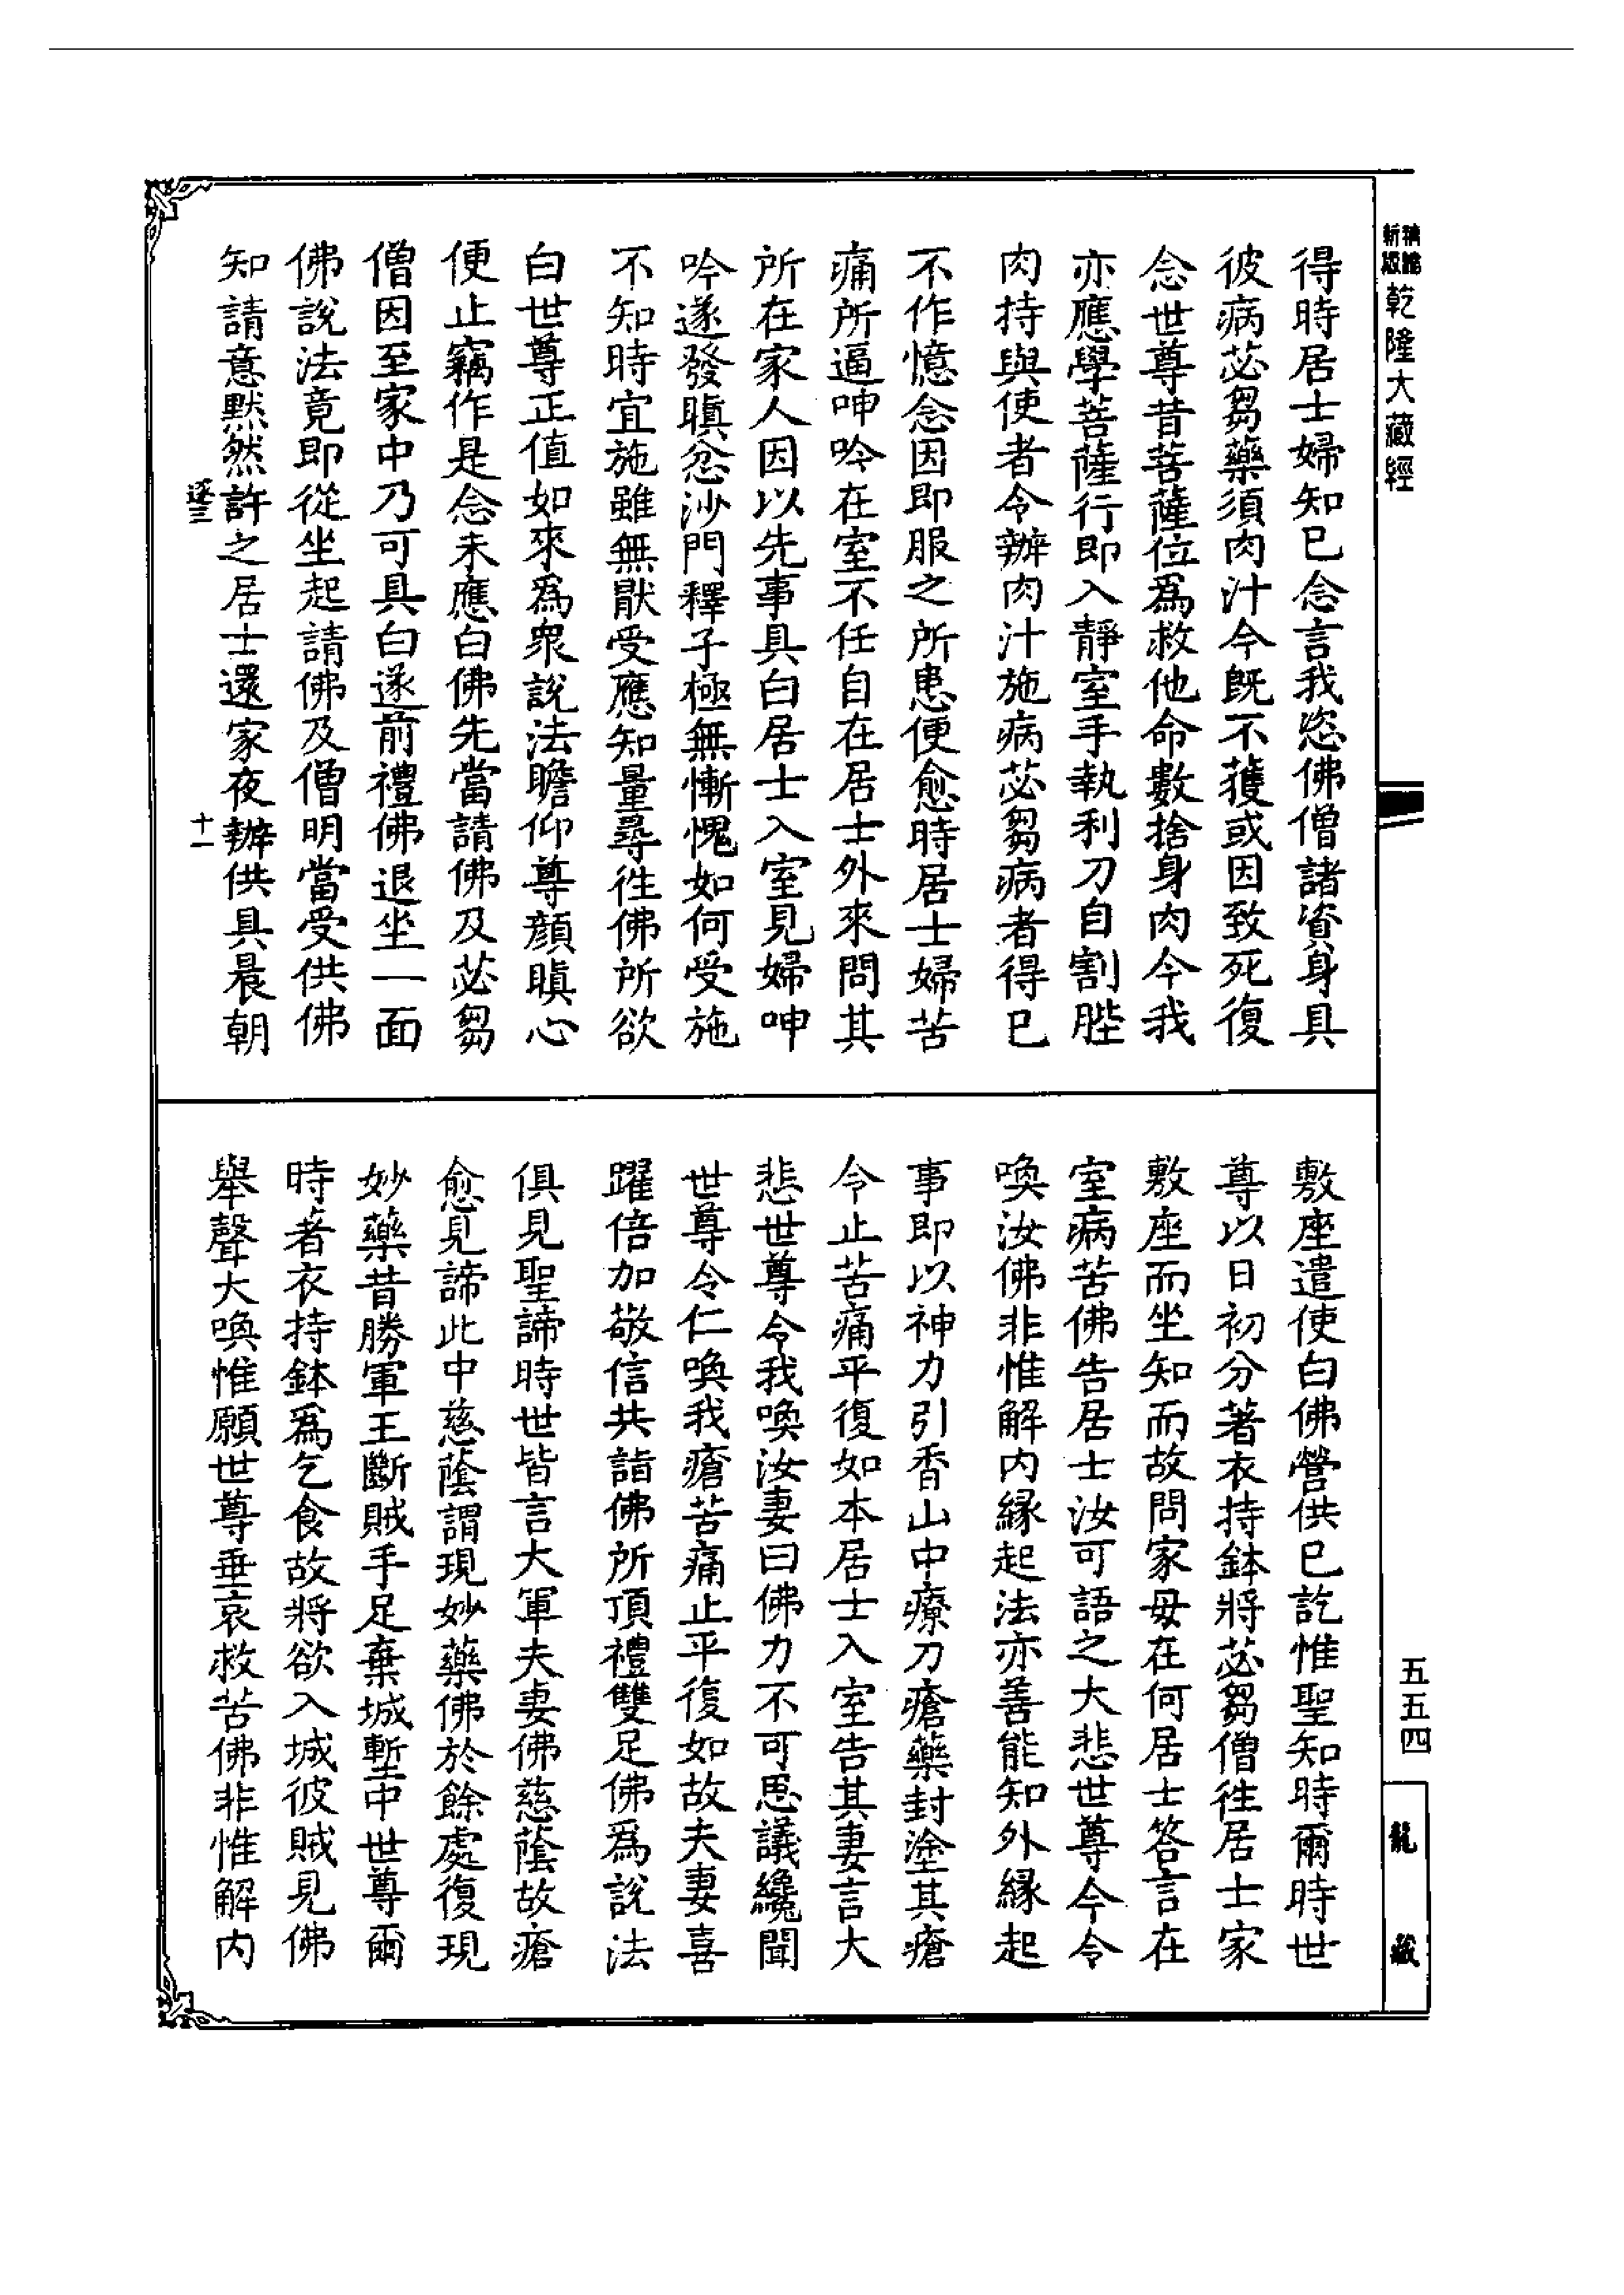 新版
乾隆大藏經
得時居士婦知已念言我恣佛僧諸資身具
彼病苾芻藥須肉汁今旣不獲或因致死復
念世尊昔菩薩位爲救他命數捨身肉今我
亦應學菩薩行即入靜室手執利刀自割䏶
肉持與使者令辦肉汁施病苾芻病者得已
不作憶念因即服之所患便愈時居士婦苦
痛所逼呻吟在室不任自在居士外來問其
所在家人因以先事具白居士入室見婦呻
吟遂發瞋忿沙門釋子極無慚愧如何受施
不知時宜施雖無猒受應知量尋往佛所欲
白世尊正值如來爲衆說法瞻仰尊顏瞋心
便止竊作是念未應白佛先當請佛及苾芻
僧因至家中乃可具白遂前禮佛退坐一面
佛說法竟即從坐起請佛及僧明當受供佛
知請意默然許之居士還家夜辦供具晨朝
十一
敷座遣使白佛營供已訖惟聖知時爾時世
尊以日初分著衣持鉢將苾芻僧往居士家
敷座而坐知而故問家母在何居士答言在
室病苦佛告居士汝可語之大悲世尊今令
喚汝佛非惟解內緣起法亦善能知外緣起
事即以神力引香山中療刀瘡藥封塗其瘡
令止苦痛平復如本居士入室告其妻言大
悲世尊令我喚汝妻曰佛力不可思議纔聞
世尊令仁喚我瘡苦痛止平復如故夫妻喜
躍倍加敬信共詣佛所頂禮雙足佛爲說法
俱見聖諦時世皆言大軍夫妻佛慈蔭故瘡
愈見諦此中慈蔭謂現妙藥佛於餘處復現
妙藥昔勝軍王斷賊手足棄城塹中世尊爾
時著衣持鉢爲乞食故將欲入城彼賊見佛
舉聲大喚惟願世尊垂哀救苦佛非惟解內
五五四
龍藏